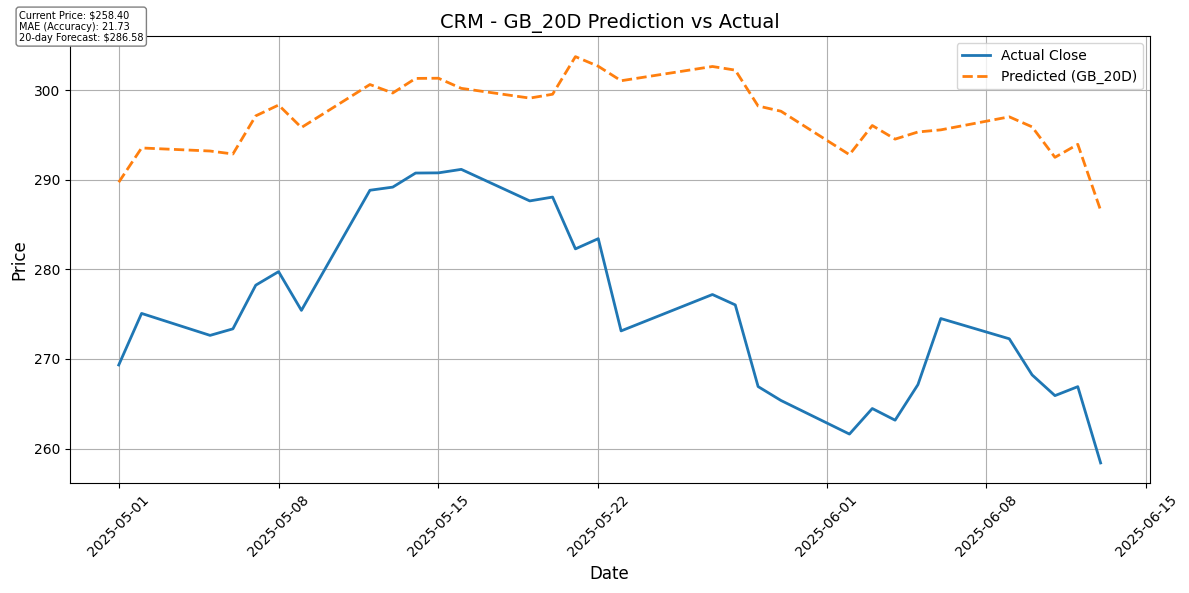 Current Price: $258.40
MAE (Accuracy): 21.73
20-day Forecast: $286.58
CRM - GB_20D Prediction vs Actual
Actual Close
Predicted (GB_20D)
300
290
280
270
260
Price
2025-05-01
2025-05-08
2025-05-15
2025-05-22
2025-06-01
2025-06-08
2025-06-15
Date